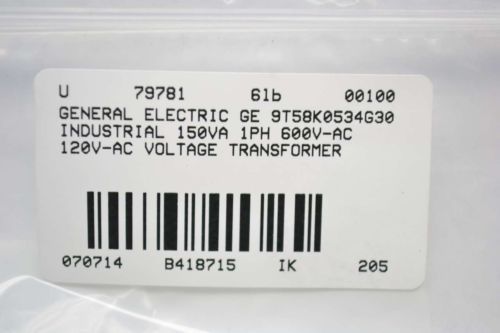 U 79781 6lb 00100
GENERAL ELECTRIC GE 9T58K0534G30
INDUSTRIAL 150VA 1PH 600V-AC
120V-AC VOLTAGE TRANSFORMER
070714 B418715 IK 205